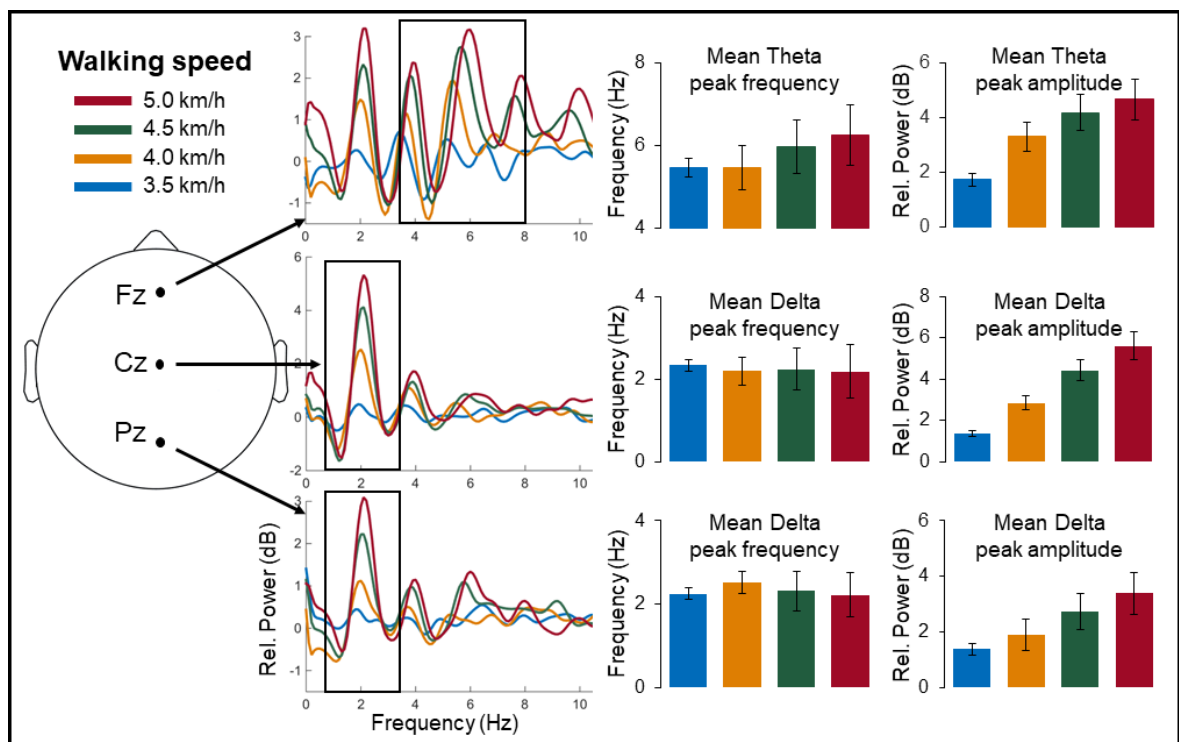 Walking speed
5.0 km/h
4.5 km/h
4.0 km/h
3.5 km/h
Fz
Cz
Pz
3
2
1
0
-1
0 2 4 6 8 10
6
4
2
0
-2
0 2 4 6 8 10
3
2
1
0
-1
0 2 4 6 8 10
Rel. Power (dB)
Frequency (Hz)
Mean Theta
peak frequency
Frequency (Hz)
8
6
4
Mean Theta
peak amplitude
Rel. Power (dB)
6
4
2
0
Mean Delta
peak frequency
Frequency (Hz)
4
2
0
Mean Delta
peak amplitude
Rel. Power (dB)
8
6
4
2
0
Mean Delta
peak frequency
Frequency (Hz)
4
2
0
Mean Delta
peak amplitude
Rel. Power (dB)
6
4
2
0